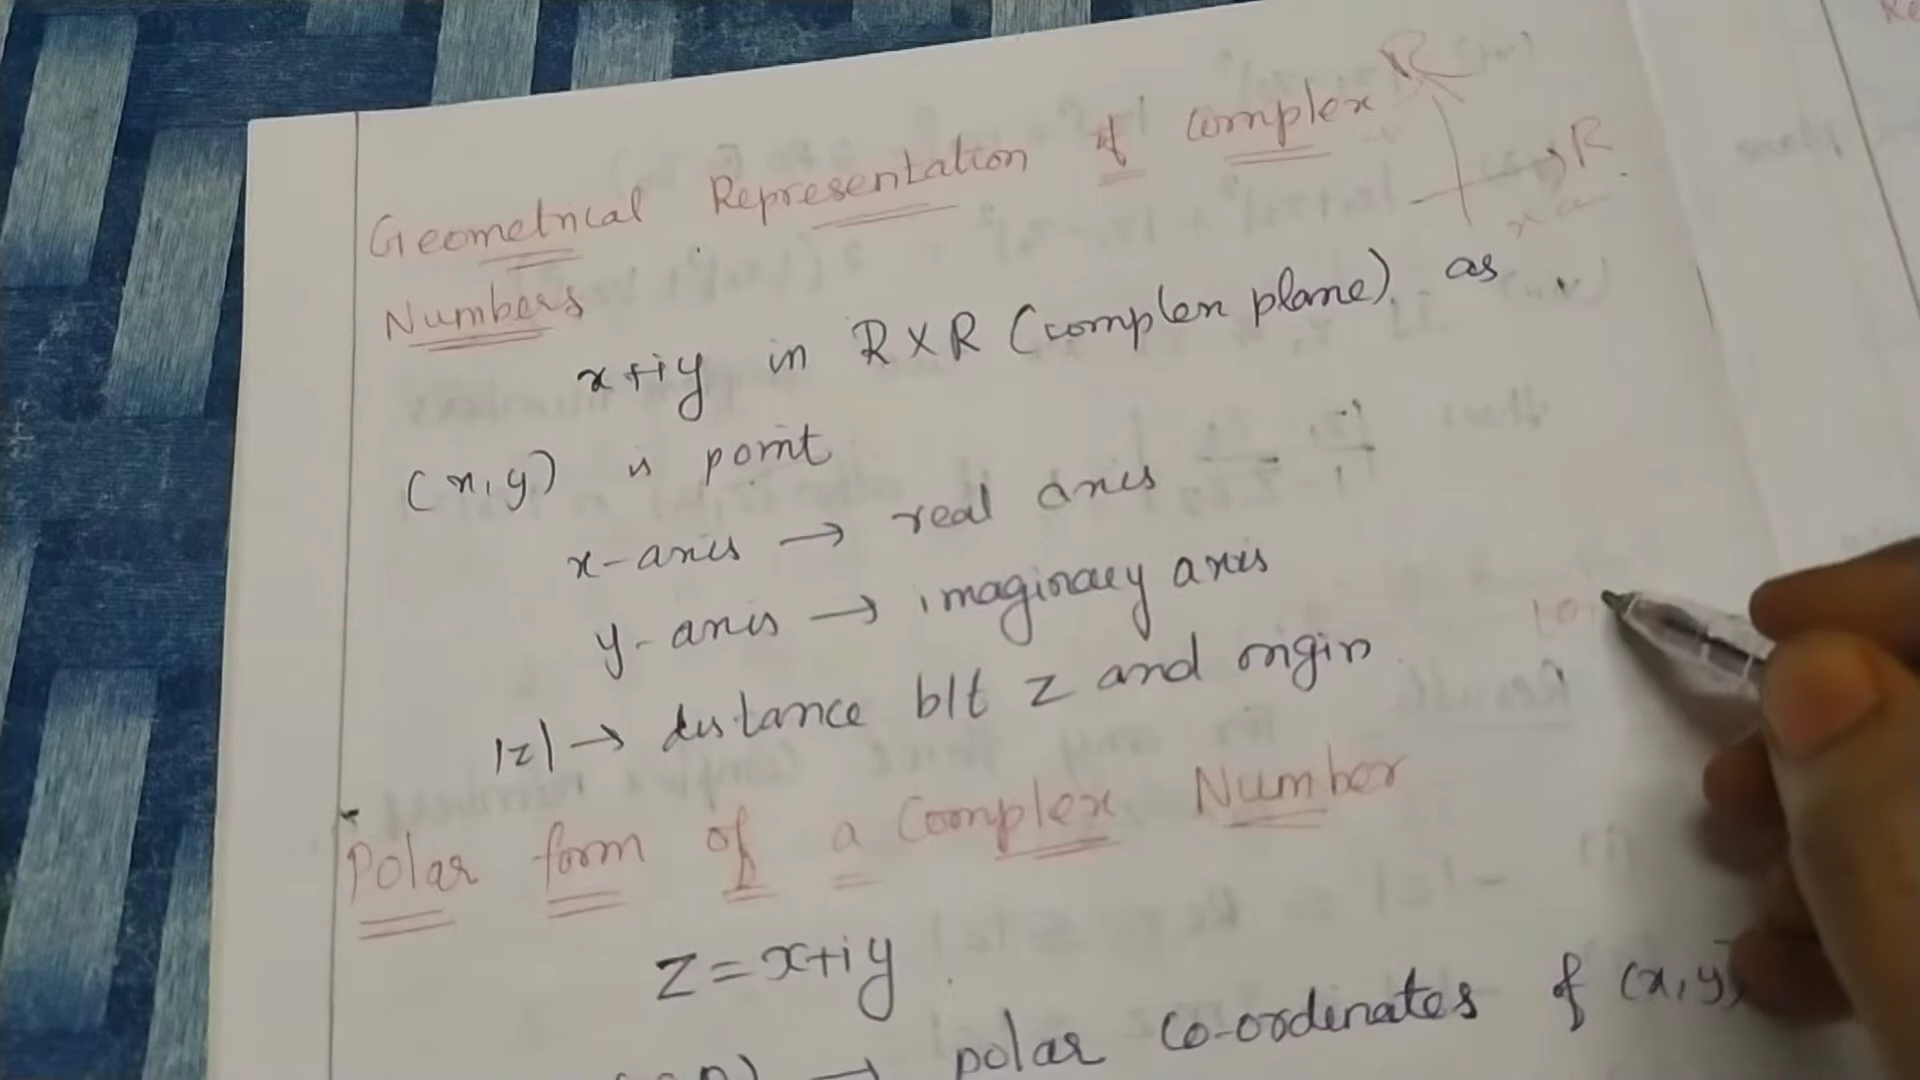 Geometrical Representation of Complex
Numbers
R
R
x+iy in R×R (complex plane) as
(x,y) is point
x-axis → real axis
y-axis → imaginary axis
|z| → distance b/t z and origin
Polar form of a Complex Number
z=x+iy
→ polar co-ordinates of (x,y)